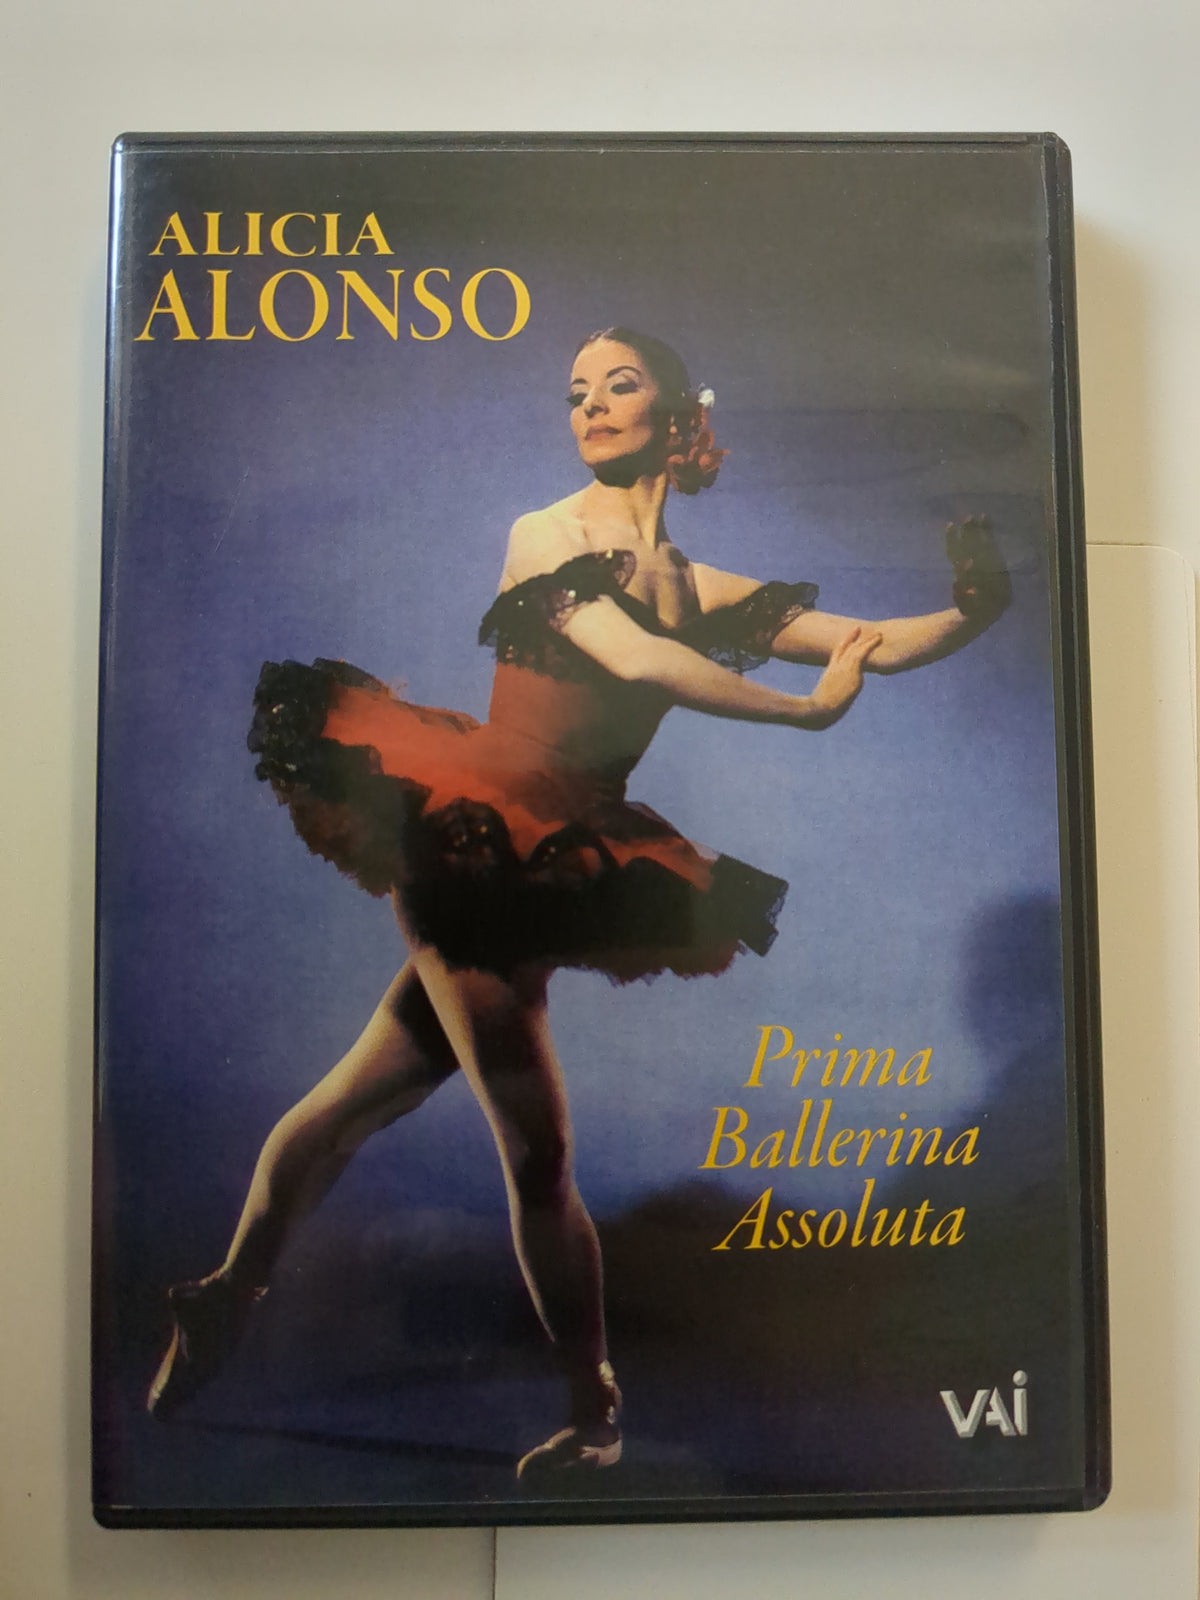 ALICIA
ALONSO
Prima
Ballerina
Assoluta
VAi